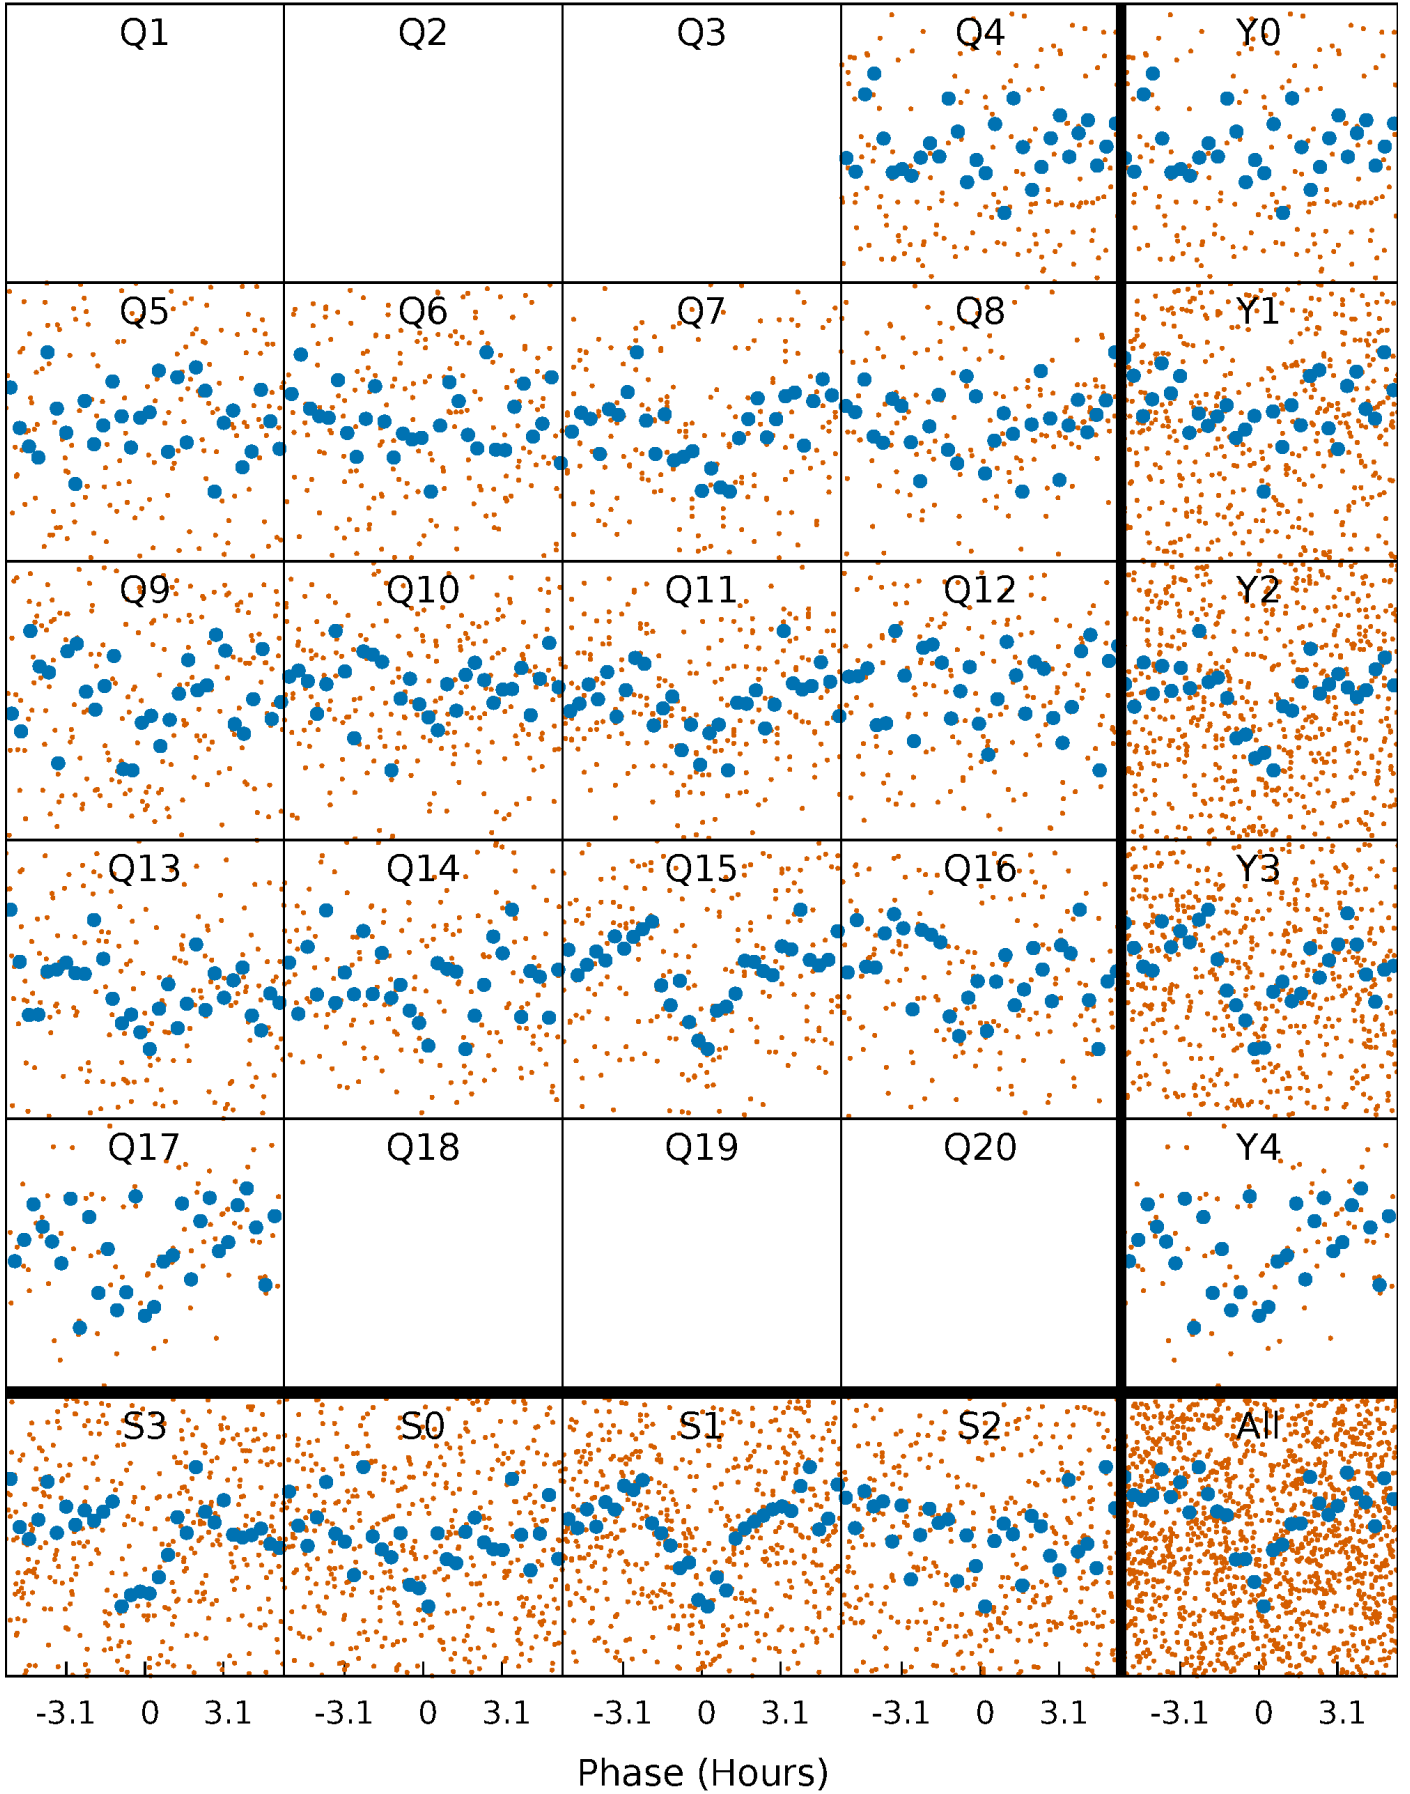 Q1 Q2 Q3 Q4 Y0
Q5 Q6 Q7 Q8 Y1
Q9 Q10 Q11 Q12 Y2
Q13 Q14 Q15 Q16 Y3
Q17 Q18 Q19 Q20 Y4
S3 S0 S1 S2 All
-3.1 0 3.1 -3.1 0 3.1 -3.1 0 3.1 -3.1 0 3.1 -3.1 0 3.1
Phase (Hours)